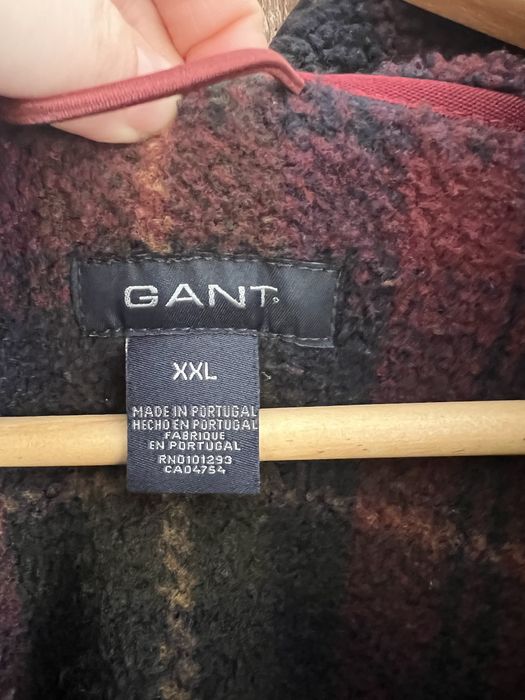 GANT
XXL
MADE IN PORTUGAL
HECHO EN PORTUGAL
FABRIQUE
EN PORTUGAL
RN0101293
CA04754